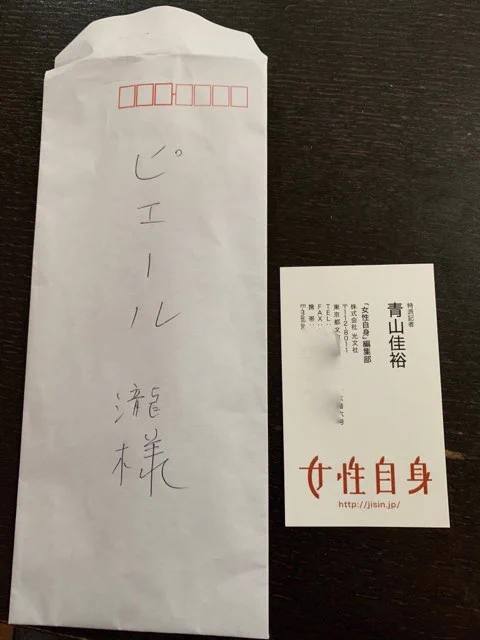 ピエール
瀧様
特派記者
青山佳裕
「女性自身」編集部
株式会社 光文社
〒112-8011
東京都文
TEL:
FAX:
携帯:
女性自身
http://jisin.jp/